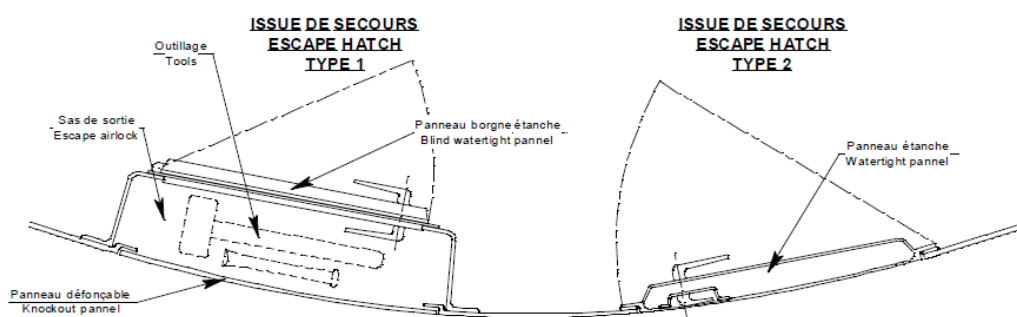 ISSUE DE SECOURS
ESCAPE HATCH
TYPE 1
ISSUE DE SECOURS
ESCAPE HATCH
TYPE 2
Outillage
Tools
Sas de sortie
Escape airlock
Panneau borgne étanche
Blind watertight pannel
Panneau étanche
Watertight pannel
Panneau défonçable
Knockout pannel